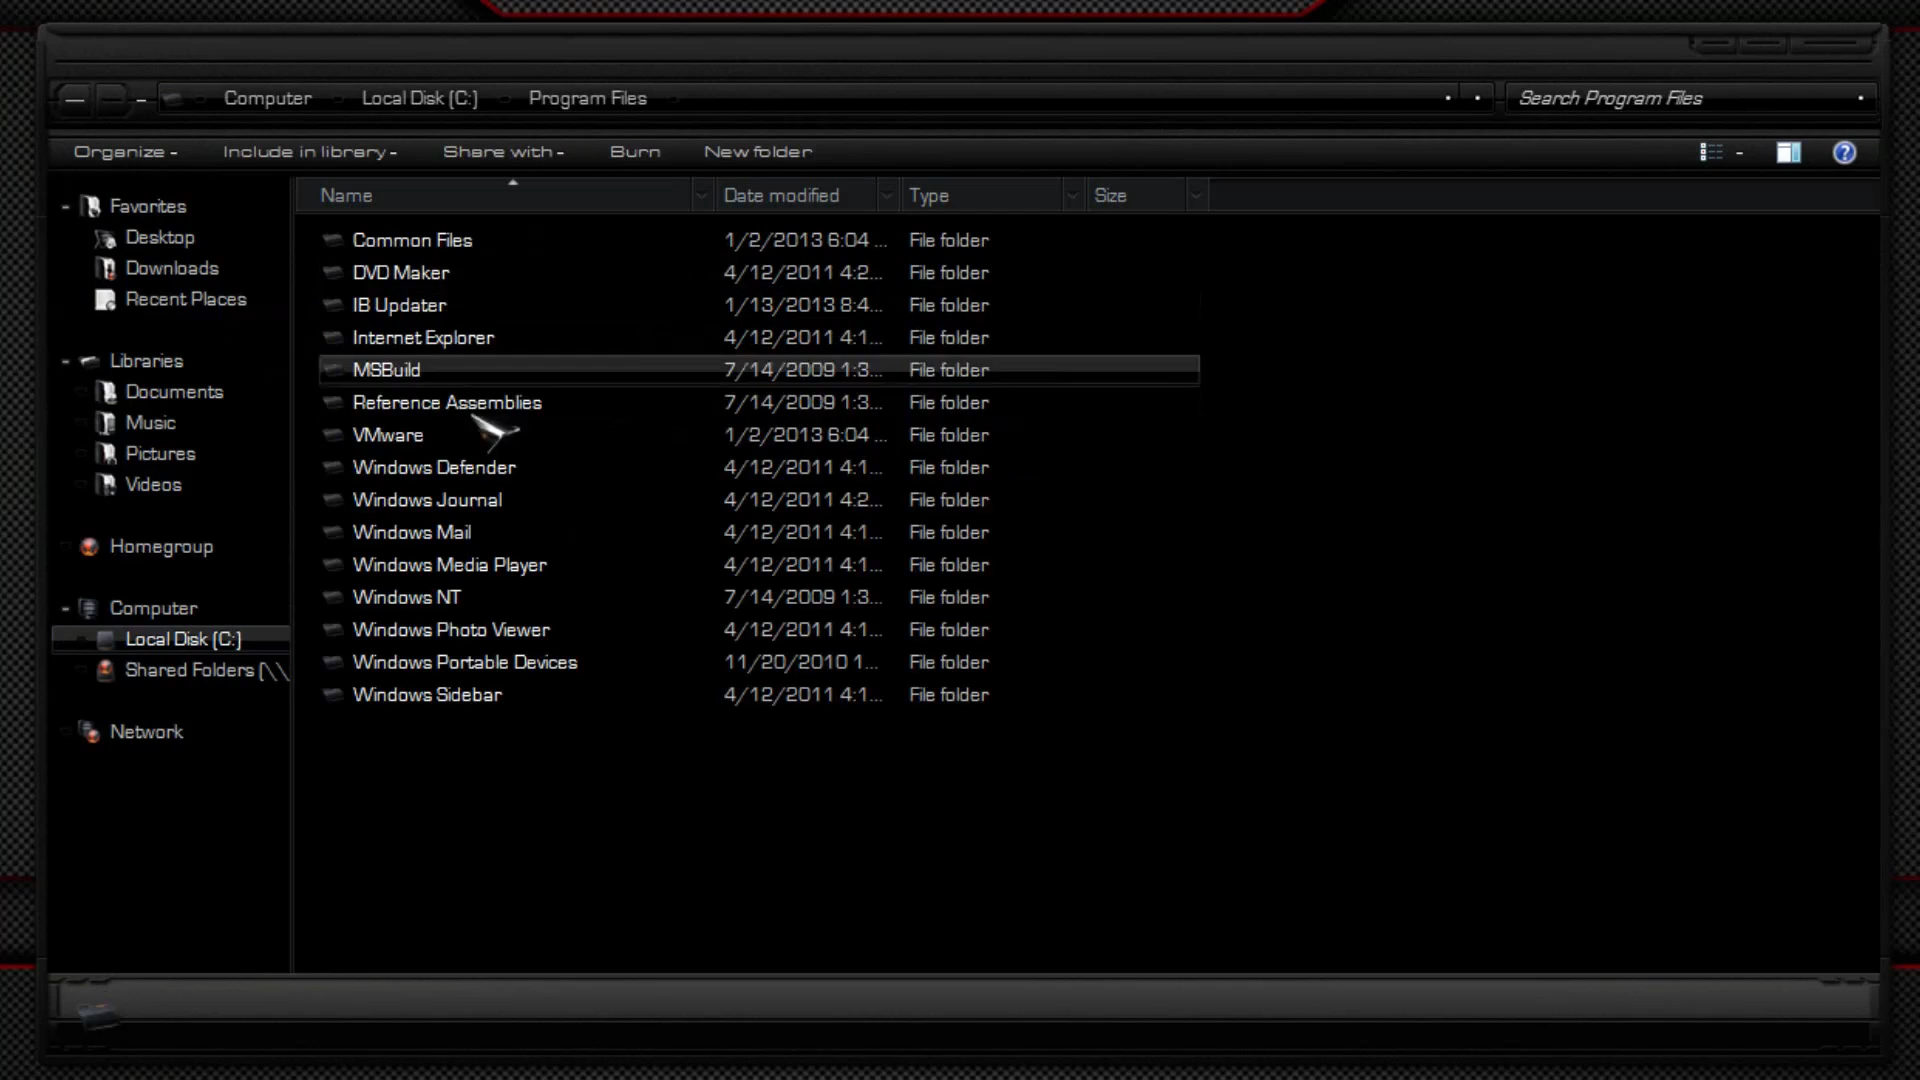 Computer Local Disk (C:) Program Files
Search Program Files
Organize Include in library Share with Burn New folder
Name Date modified Type Size
Favorites
Desktop
Downloads
Recent Places
Libraries
Documents
Music
Pictures
Videos
Homegroup
Computer
Local Disk (C:)
Shared Folders (\\
Network
Common Files 1/2/2013 6:04 ... File folder
DVD Maker 4/12/2011 4:2... File folder
IB Updater 1/13/2013 8:4... File folder
Internet Explorer 4/12/2011 4:1... File folder
MSBuild 7/14/2009 1:3... File folder
Reference Assemblies 7/14/2009 1:3... File folder
VMware 1/2/2013 6:04 ... File folder
Windows Defender 4/12/2011 4:1... File folder
Windows Journal 4/12/2011 4:2... File folder
Windows Mail 4/12/2011 4:1... File folder
Windows Media Player 4/12/2011 4:1... File folder
Windows NT 7/14/2009 1:3... File folder
Windows Photo Viewer 4/12/2011 4:1... File folder
Windows Portable Devices 11/20/2010 1... File folder
Windows Sidebar 4/12/2011 4:1... File folder